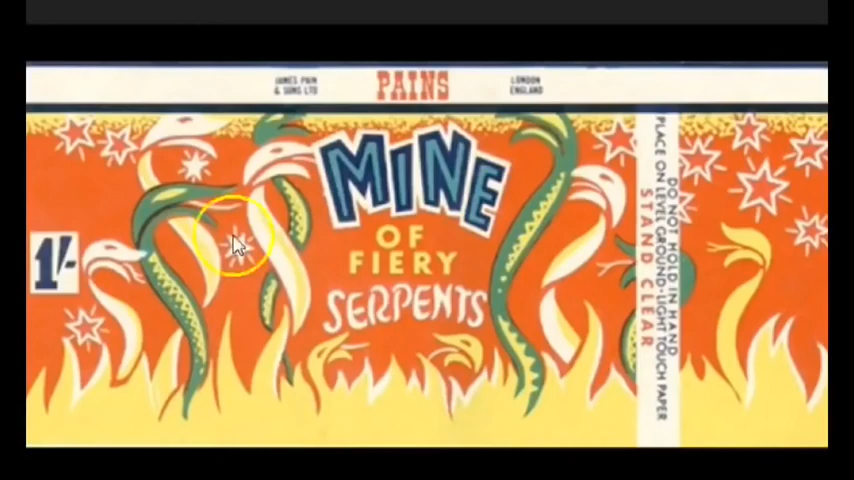 JAMES PAIN
& SONS LTD
PAINS
LONDON
ENGLAND
MINE
OF
FIERY
SERPENTS
1/-
DO NOT HOLD IN HAND
PLACE ON LEVEL GROUND-LIGHT TOUCH PAPER
STAND CLEAR